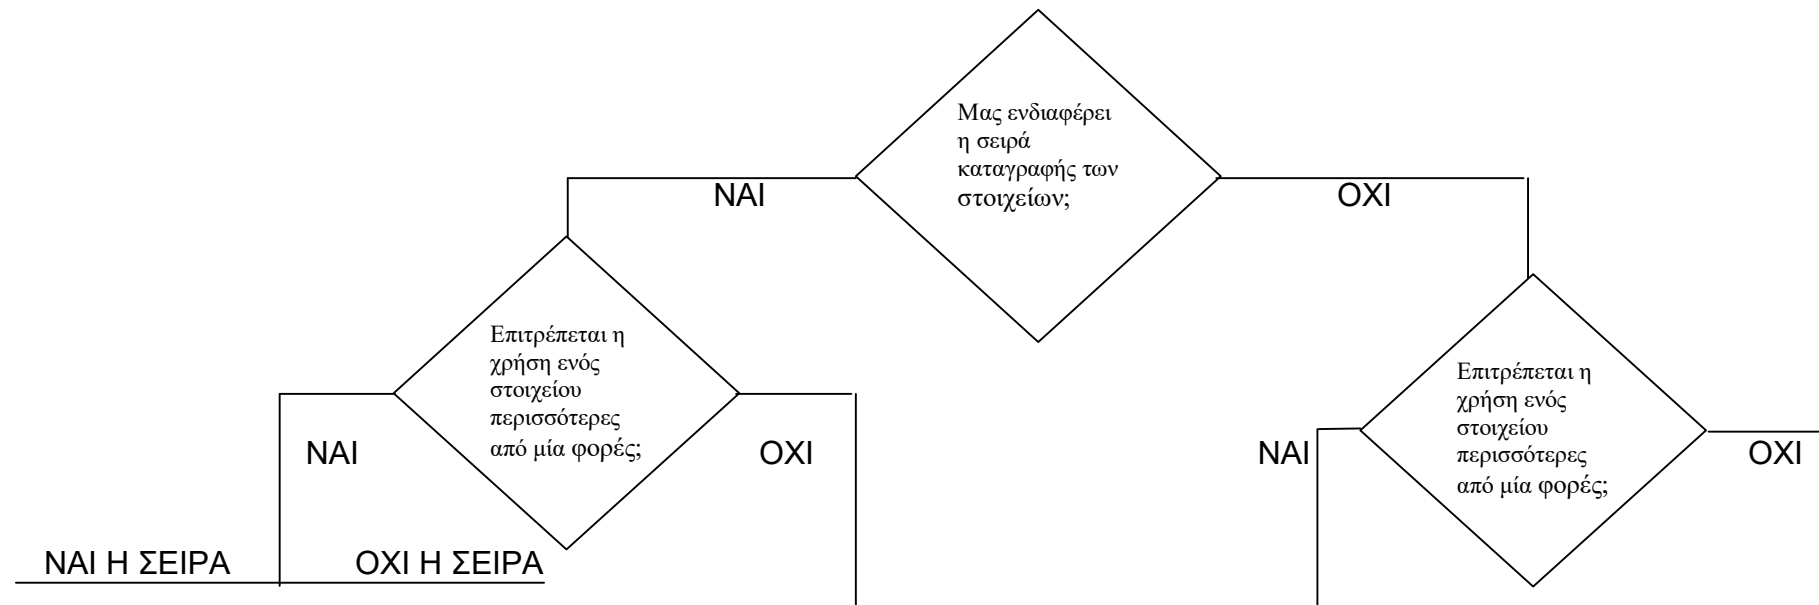 Μας ενδιαφέρει
η σειρά
καταγραφής των
στοιχείων;
ΝΑΙ
ΟΧΙ
Επιτρέπεται η
χρήση ενός
στοιχείου
περισσότερες
από μία φορές;
ΝΑΙ
ΟΧΙ
Επιτρέπεται η
χρήση ενός
στοιχείου
περισσότερες
από μία φορές;
ΝΑΙ
ΟΧΙ
ΝΑΙ Η ΣΕΙΡΑ
ΟΧΙ Η ΣΕΙΡΑ